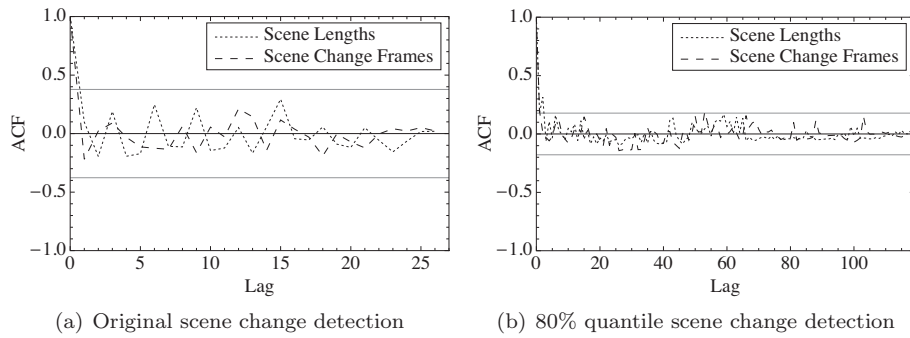 1.0
0.5
0.0
−0.5
−1.0
ACF
Scene Lengths
Scene Change Frames
0 5 10 15 20 25
Lag
(a) Original scene change detection
1.0
0.5
0.0
−0.5
−1.0
ACF
Scene Lengths
Scene Change Frames
0 20 40 60 80 100
Lag
(b) 80% quantile scene change detection